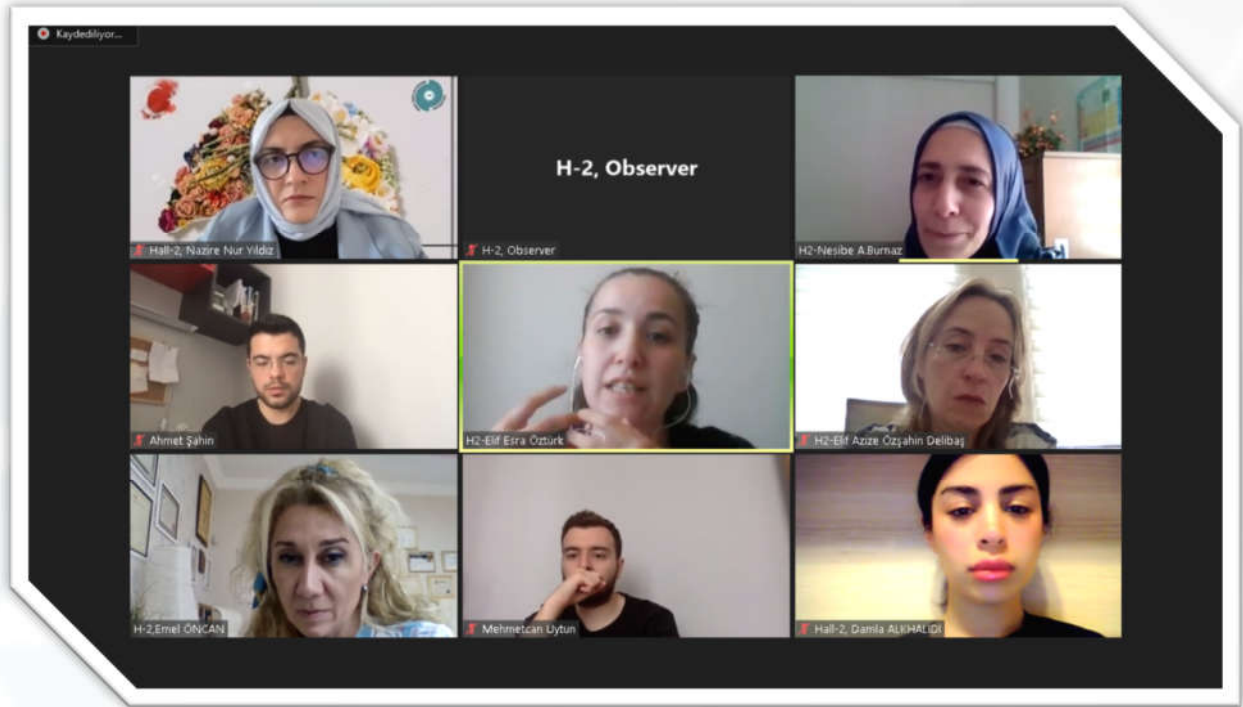 Kaydediliyor...
H-2, Observer
Hall-2, Nazire Nur Yıldız
H-2, Observer
H2-Nesibe A.Burnaz
Ahmet Şahin
H2-Elif Esra Öztürk
H2-Elif Azize Özşahin Delibaş
H-2,Emel ÖNCAN
Mehmetcan Uytun
Hall-2, Damla ALKHALIDI